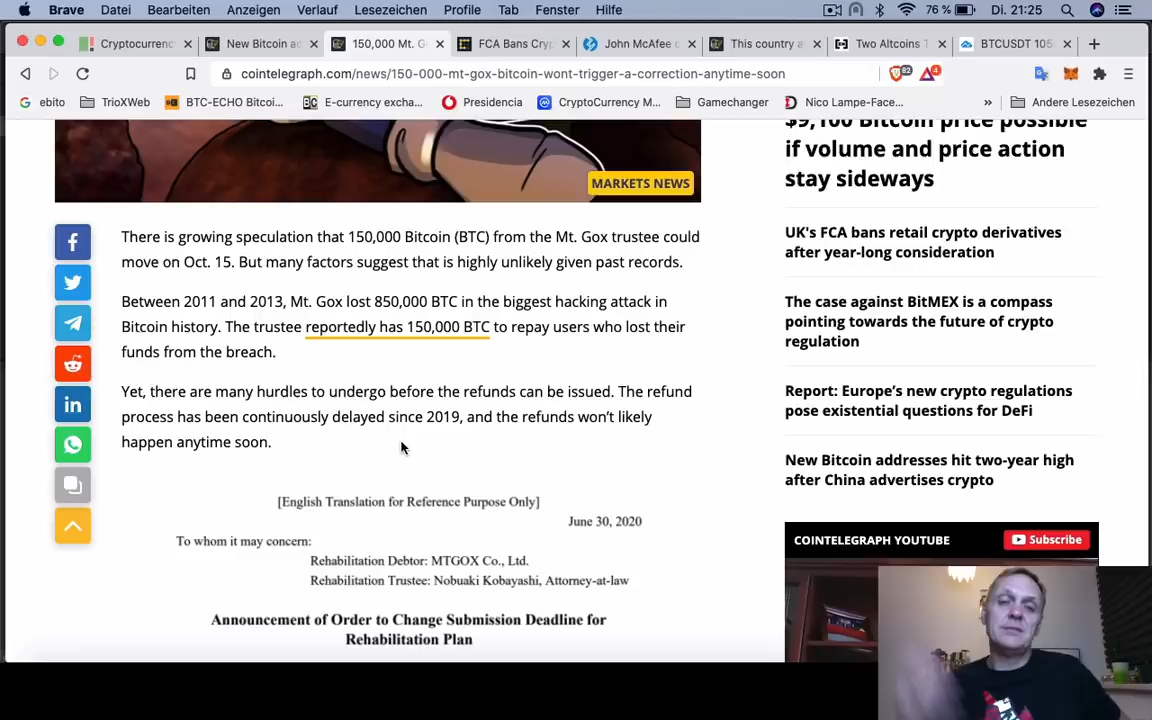 Brave Datei Bearbeiten Anzeigen Verlauf Lesezeichen Profile Tab Fenster Hilfe 76 % Di. 21:25
Cryptocurrenc New Bitcoin ad 150,000 Mt. G FCA Bans Cryp John McAfee This country a Two Altcoins T BTCUSDT 105
cointelegraph.com/news/150-000-mt-gox-bitcoin-wont-trigger-a-correction-anytime-soon
G ebito TrioXWeb BTC-ECHO Bitcoi... E-currency excha... Presidencia CryptoCurrency M... Gamechanger Nico Lampe-Face... » Andere Lesezeichen
MARKETS NEWS
There is growing speculation that 150,000 Bitcoin (BTC) from the Mt. Gox trustee could
move on Oct. 15. But many factors suggest that is highly unlikely given past records.
Between 2011 and 2013, Mt. Gox lost 850,000 BTC in the biggest hacking attack in
Bitcoin history. The trustee reportedly has 150,000 BTC to repay users who lost their
funds from the breach.
Yet, there are many hurdles to undergo before the refunds can be issued. The refund
process has been continuously delayed since 2019, and the refunds won’t likely
happen anytime soon.
[English Translation for Reference Purpose Only]
June 30, 2020
To whom it may concern:
Rehabilitation Debtor: MTGOX Co., Ltd.
Rehabilitation Trustee: Nobuaki Kobayashi, Attorney-at-law
Announcement of Order to Change Submission Deadline for
Rehabilitation Plan
$9,100 Bitcoin price possible
if volume and price action
stay sideways
UK's FCA bans retail crypto derivatives
after year-long consideration
The case against BitMEX is a compass
pointing towards the future of crypto
regulation
Report: Europe’s new crypto regulations
pose existential questions for DeFi
New Bitcoin addresses hit two-year high
after China advertises crypto
COINTELEGRAPH YOUTUBE
Subscribe